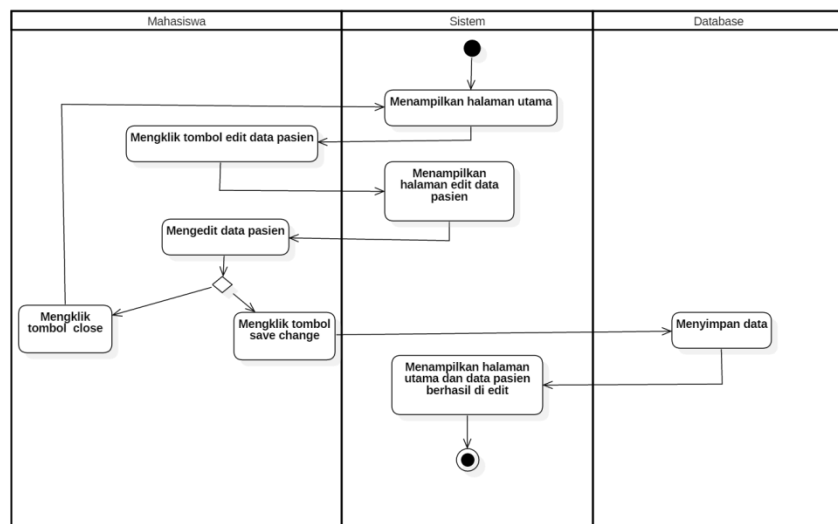 Mahasiswa
Sistem
Database
Menampilkan halaman utama
Mengklik tombol edit data pasien
Menampilkan
halaman edit data
pasien
Mengedit data pasien
Mengklik
tombol close
Mengklik tombol
save change
Menyimpan data
Menampilkan halaman
utama dan data pasien
berhasil di edit